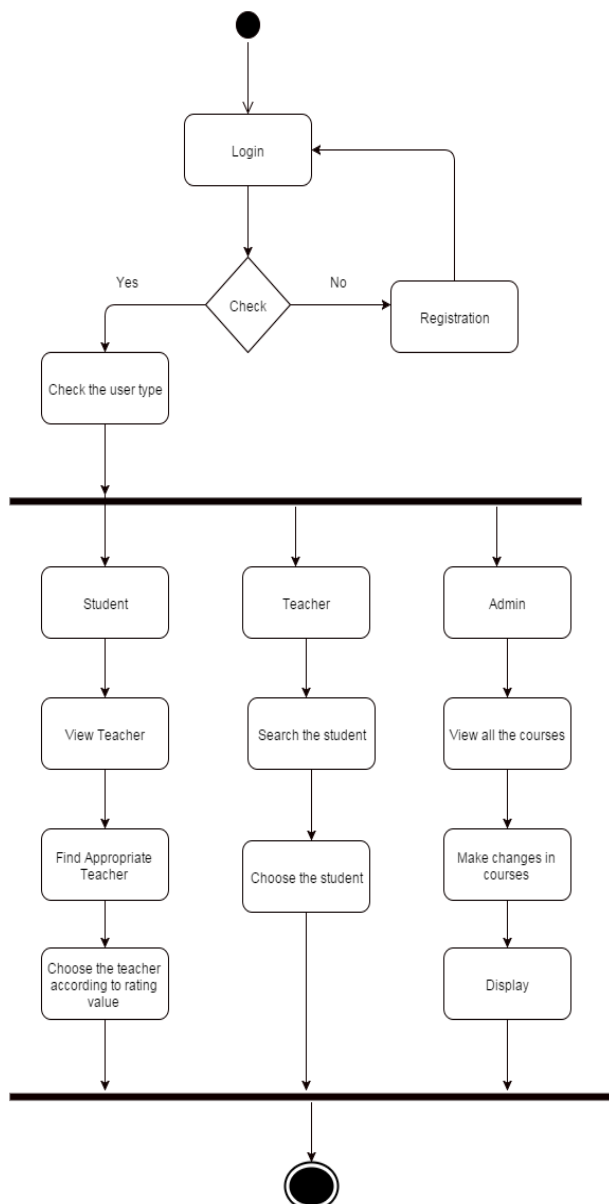 Login
Yes
No
Check
Registration
Check the user type
Student
Teacher
Admin
View Teacher
Search the student
View all the courses
Find Appropriate
Teacher
Choose the student
Make changes in
courses
Choose the teacher
according to rating
value
Display